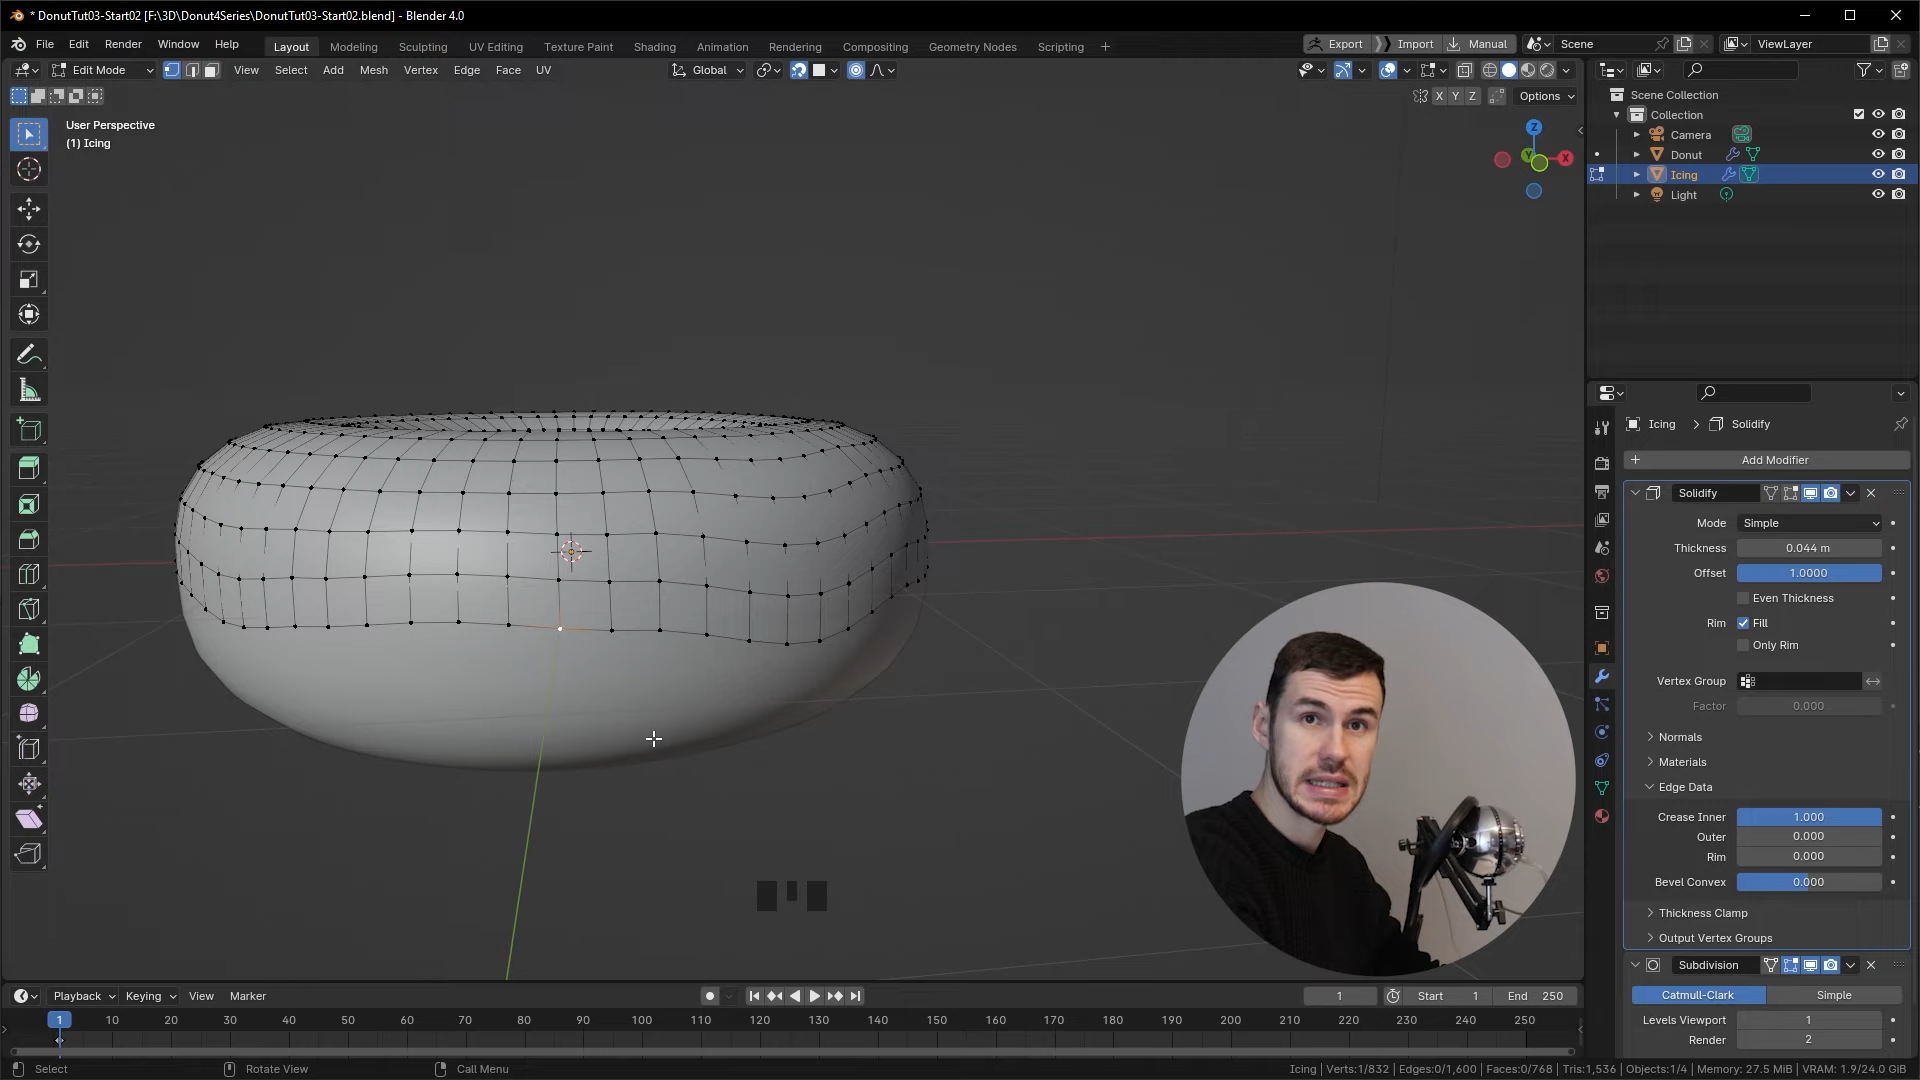 * DonutTut03-Start02 [F:\3D\Donut4Series\DonutTut03-Start02.blend] - Blender 4.0
File Edit Render Window Help Layout Modeling Sculpting UV Editing Texture Paint Shading Animation Rendering Compositing Geometry Nodes Scripting + Export Import Manual Scene ViewLayer
Edit Mode View Select Add Mesh Vertex Edge Face UV Global
X Y Z Options
User Perspective
(1) Icing
Z
X
Y
Scene Collection
Collection
Camera
Donut
Icing
Light
Icing > Solidify
+ Add Modifier
Solidify
Mode Simple
Thickness 0.044 m
Offset 1.0000
Even Thickness
Rim Fill
Only Rim
Vertex Group
Factor 0.000
Normals
Materials
Edge Data
Crease Inner 1.000
Outer 0.000
Rim 0.000
Bevel Convex 0.000
Thickness Clamp
Output Vertex Groups
Subdivision
Catmull-Clark Simple
Levels Viewport 1
Render 2
Playback Keying View Marker 1 Start 1 End 250
1 10 20 30 40 50 60 70 80 90 100 110 120 130 140 150 160 170 180 190 200 210 220 230 240 250
Select Rotate View Call Menu Icing | Verts:1/832 | Edges:0/1,600 | Faces:0/768 | Tris:1,536 | Objects:1/4 | Memory: 27.5 MiB | VRAM: 1.9/24.0 GiB